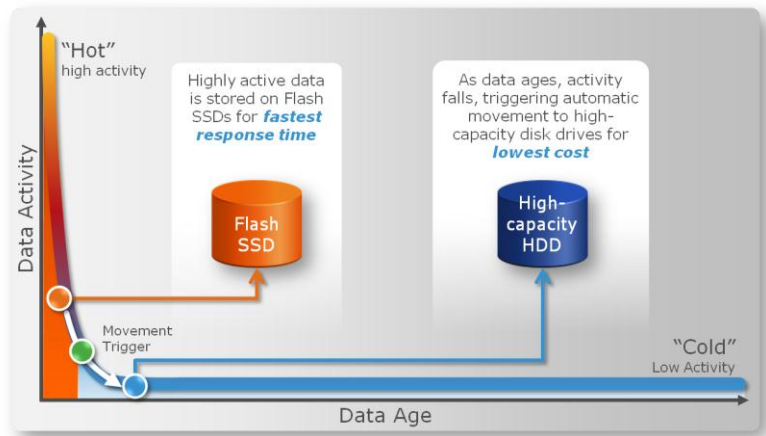 “Hot”
high activity
Highly active data
is stored on Flash
SSDs for fastest
response time
As data ages, activity
falls, triggering automatic
movement to high-
capacity disk drives for
lowest cost
Flash
SSD
High-
capacity
HDD
Data Activity
Movement
Trigger
“Cold”
Low Activity
Data Age